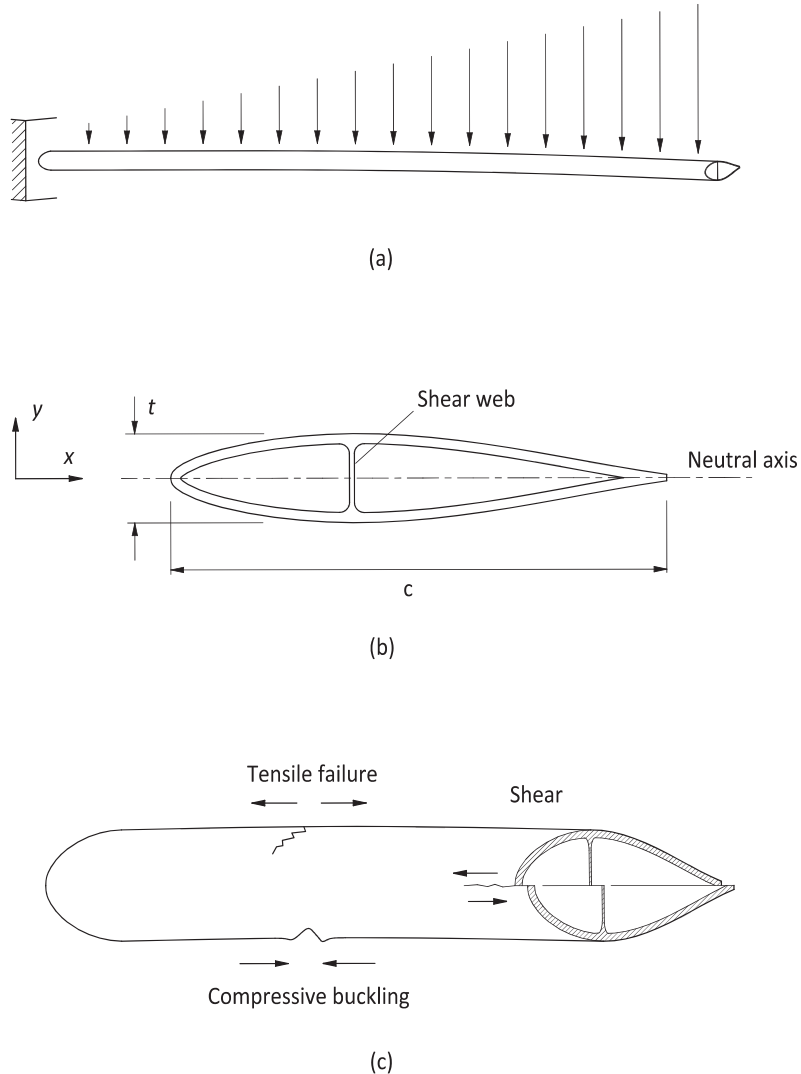 (a)
y
t
Shear web
x
Neutral axis
c
(b)
Tensile failure
Shear
Compressive buckling
(c)